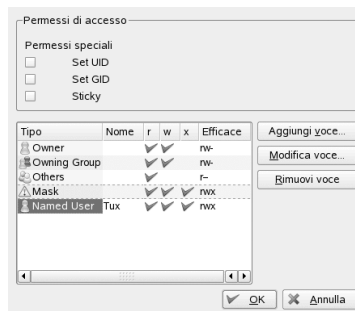 Permessi di accesso
Permessi speciali
Set UID
Set GID
Sticky
Tipo Nome r w x Efficace
Owner rw-
Owning Group rw-
Others r--
Mask rwx
Named User Tux rwx
Aggiungi voce...
Modifica voce...
Rimuovi voce
OK Annulla